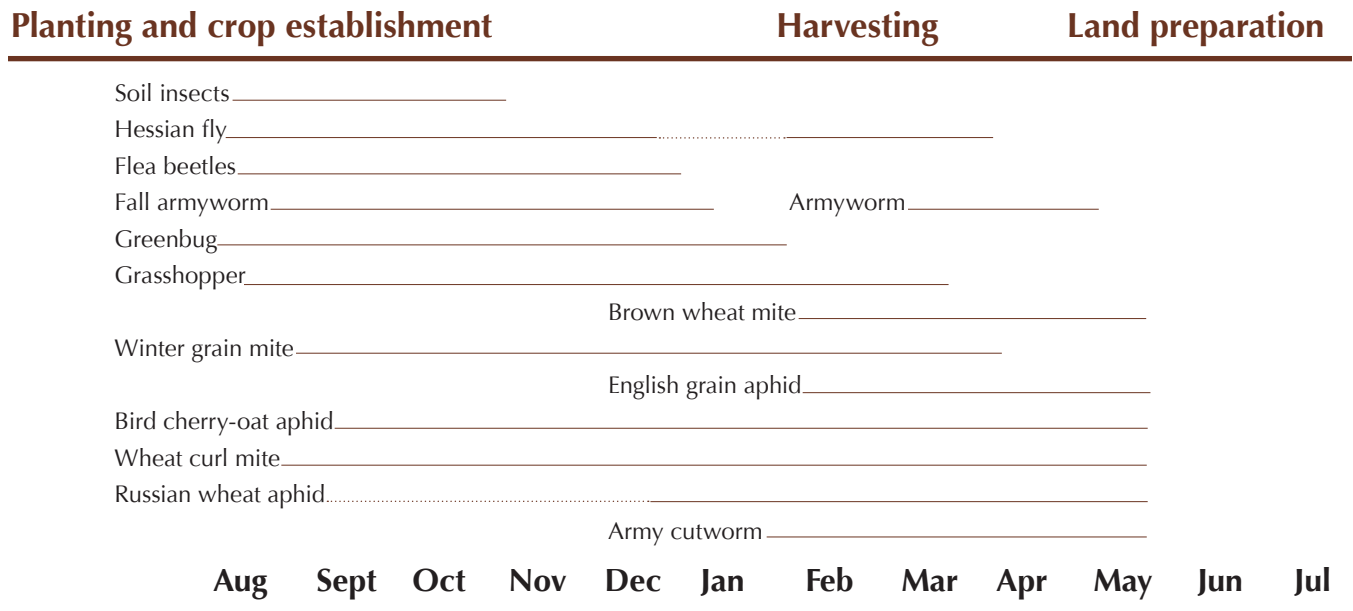 Planting and crop establishment Harvesting Land preparation
Soil insects
Hessian fly
Flea beetles
Fall armyworm Armyworm
Greenbug
Grasshopper
Brown wheat mite
Winter grain mite
English grain aphid
Bird cherry-oat aphid
Wheat curl mite
Russian wheat aphid
Army cutworm
Aug Sept Oct Nov Dec Jan Feb Mar Apr May Jun Jul